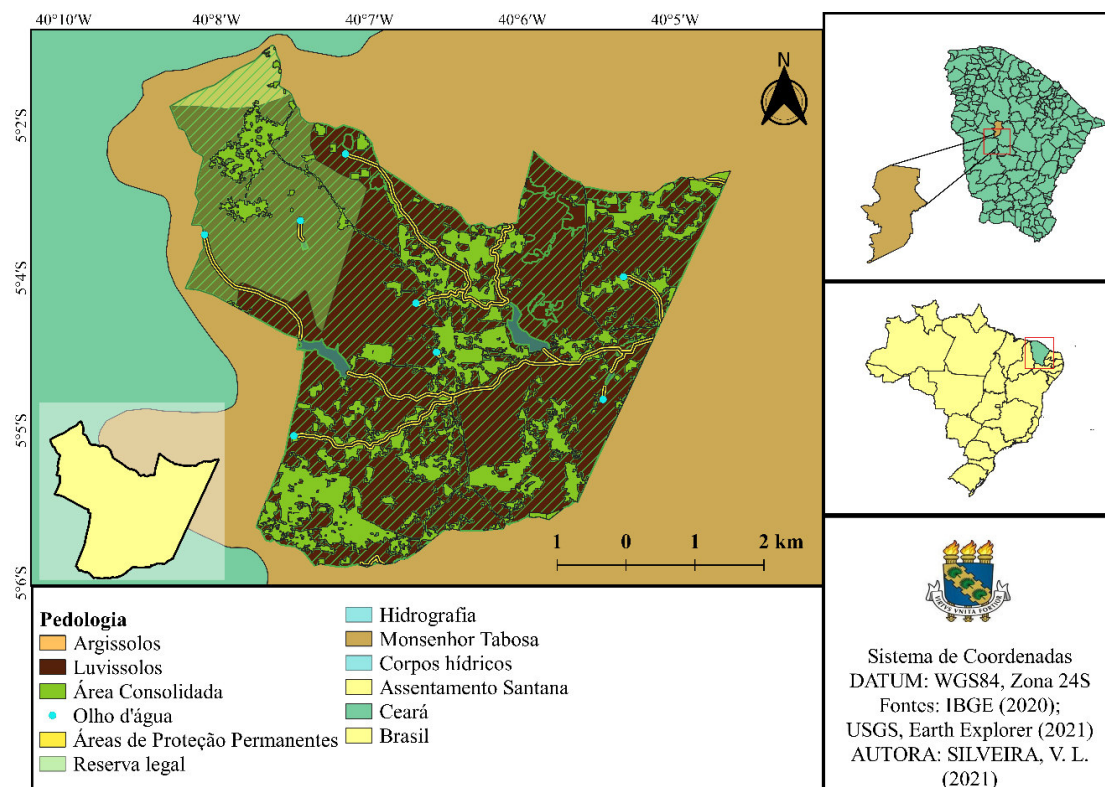 40°10′W 40°8′W 40°7′W 40°6′W 40°5′W
5°2′S
5°4′S
5°5′S
5°6′S
N
1 0 1 2 km
Pedologia
Argissolos
Luvissolos
Área Consolidada
Olho d'água
Áreas de Proteção Permanentes
Reserva legal
Hidrografia
Monsenhor Tabosa
Corpos hídricos
Assentamento Santana
Ceará
Brasil
VIRTVS VNITA FORTIOR
Sistema de Coordenadas
DATUM: WGS84, Zona 24S
Fontes: IBGE (2020);
USGS, Earth Explorer (2021)
AUTORA: SILVEIRA, V. L.
(2021)